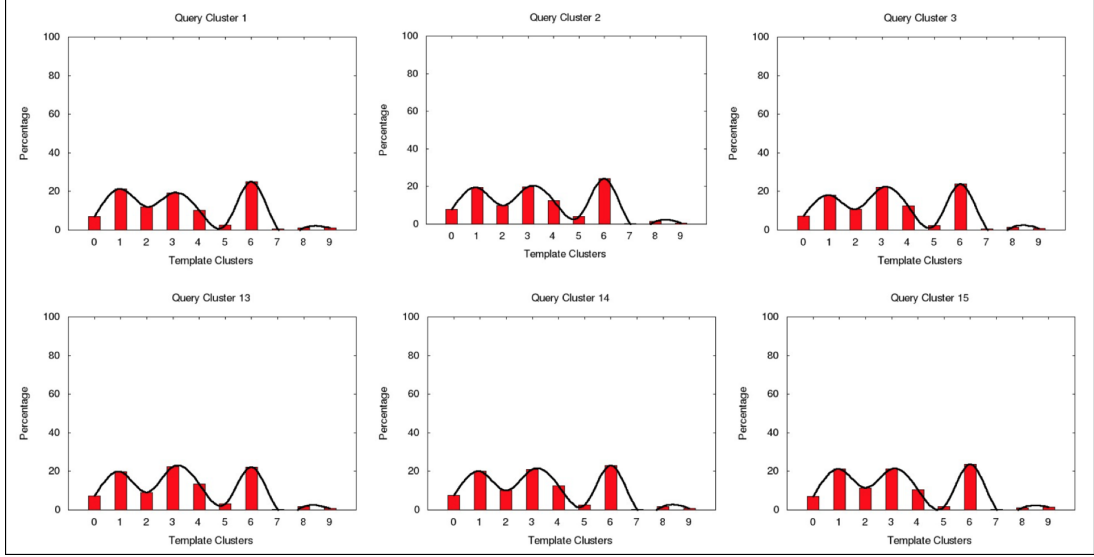 Query Cluster 1
100
80
60
40
20
0
Percentage
0 1 2 3 4 5 6 7 8 9
Template Clusters
Query Cluster 2
100
80
60
40
20
0
Percentage
0 1 2 3 4 5 6 7 8 9
Template Clusters
Query Cluster 3
100
80
60
40
20
0
Percentage
0 1 2 3 4 5 6 7 8 9
Template Clusters
Query Cluster 13
100
80
60
40
20
0
Percentage
0 1 2 3 4 5 6 7 8 9
Template Clusters
Query Cluster 14
100
80
60
40
20
0
Percentage
0 1 2 3 4 5 6 7 8 9
Template Clusters
Query Cluster 15
100
80
60
40
20
0
Percentage
0 1 2 3 4 5 6 7 8 9
Template Clusters